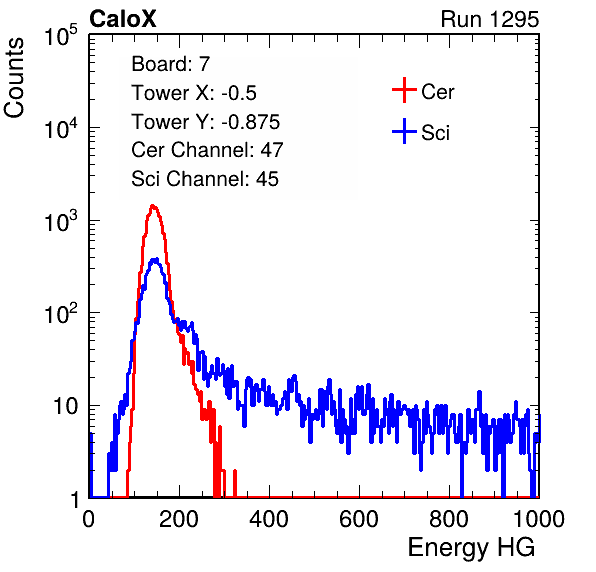 CaloX Run 1295
Counts
Board: 7
Tower X: -0.5
Tower Y: -0.875
Cer Channel: 47
Sci Channel: 45
Cer
Sci
10^5
10^4
10^3
10^2
10
1
0 200 400 600 800 1000
Energy HG